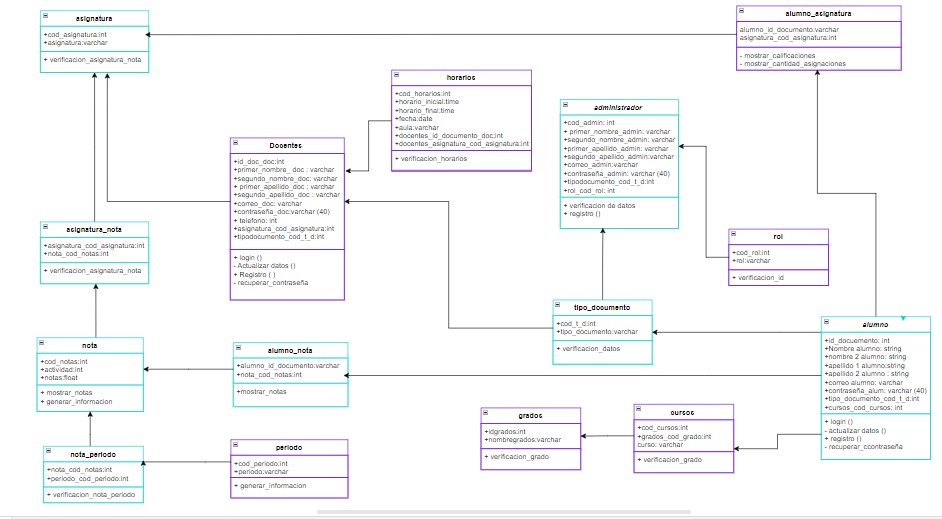 asignatura
+cod_asignatura:int
+asignatura:varchar
+ verificacion_asignatura_nota
alumno_asignatura
alumno_id_documento:varchar
asignatura_cod_asignatura:int
- mostrar_calificaciones
- mostrar_cantidad_asignaciones
horarios
+cod_horarios:int
+horario_inicial:time
+horario_final:time
+fecha:date
+aula:varchar
+docentes_id_documento_doc:int
+docentes_asignatura_cod_asignatura:int
+ verificacion_horarios
administrador
+cod_admin: int
+ primer_nombre_admin: varchar
+segundo_nombre_admin: varchar
+primer_apellido_admin: varchar
+segundo_apellido_admin:varchar
+correo_admin:varchar
+contraseña_admin: varchar (40)
+tipodocumento_cod_t_d:int
+rol_cod_rol: int
+ verificacion de datos
+ registro ()
Docentes
+id_doc_doc:int
+primer_nombre_doc : varchar
+segundo_nombre_doc: varchar
+ primer_apellido_doc : varchar
+segundo_apellido_doc : varchar
+correo_doc: varchar
+contraseña_doc:varchar (40)
+ telefono: int
+asignatura_cod_asignatura:int
+tipodocumento_cod_t_d:int
+ login ()
- Actualizar datos ()
+ Registro ( )
- recuperar_contraseña
asignatura_nota
+asignatura_cod_asignatura:int
+nota_cod_notas:int
+ verificacion_asignatura_nota
rol
+cod_rol:int
+rol:varchar
+ verificacion_id
tipo_documento
+cod_t_d:int
+tipo_documento:varchar
+ verificacion_datos
alumno
+id_docuemento: int
+Nombre alumno: string
+nombre 2 alumno: string
+apellido 1 alumno:string
+apellido 2 alumno : string
+correo alumno: varchar
+contraseña_alum: varchar (40)
+tipo_documento_cod_t_d:int
+cursos_cod_cursos: int
+ login ()
- actualizar datos ()
+ registro ()
- recuperar_ccontraseña
nota
+cod_notas:int
+actividad:int
+notas:float
+ mostrar_notas
+ generar_informacion
alumno_nota
+alumno_id_documento:varchar
+nota_cod_notas:int
+mostrar_notas
grados
+idgrados:int
+nombregrados:varchar
+ verificacion_grado
cursos
+cod_cursos:int
+grados_cod_grado:int
curso: varchar
+ verificacion_grado
nota_periodo
+nota_cod_notas:int
+periodo_cod_periodo:int
+ verificacion_nota_periodo
periodo
+cod_periodo:int
+periodo:varchar
+ generar_informacion